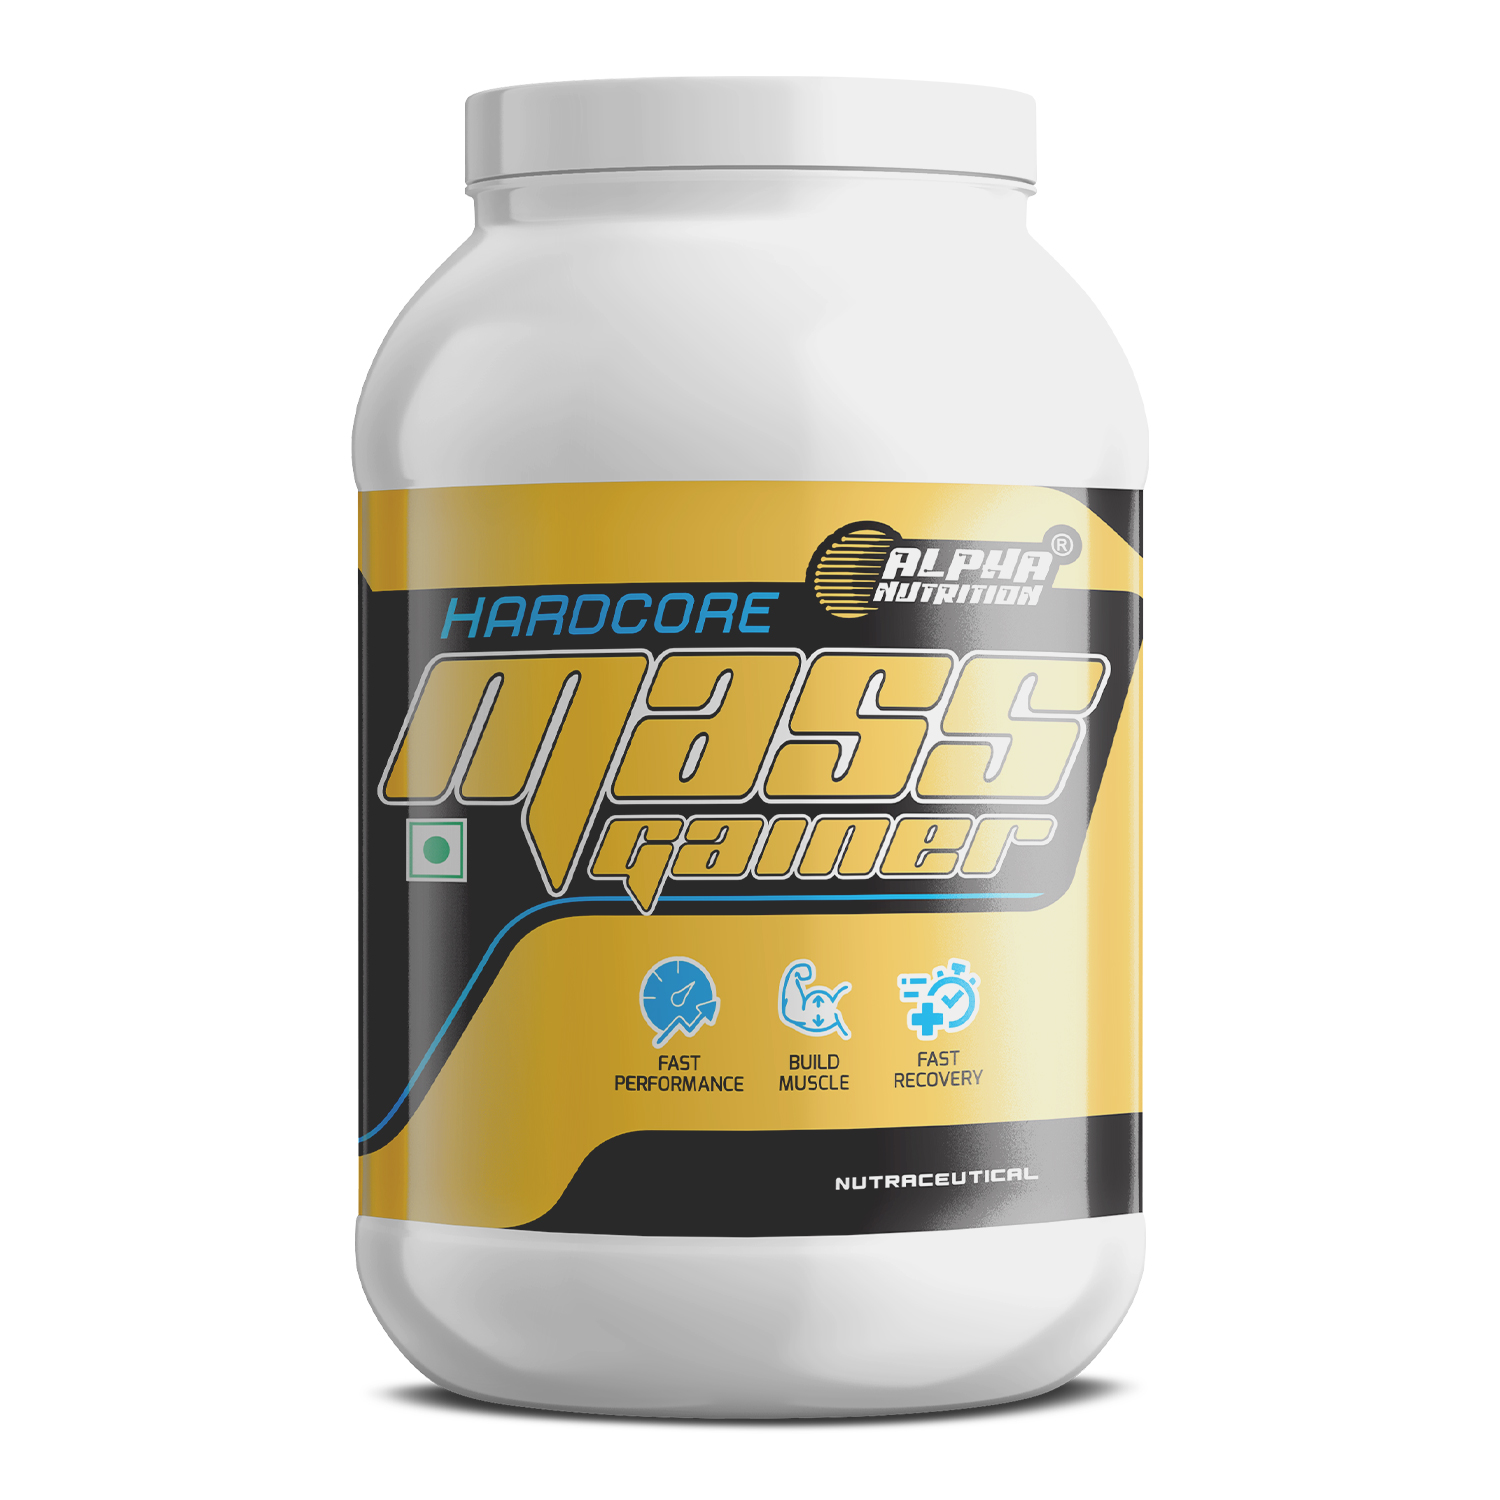 ALPHA ®
NUTRITION
HARDCORE
mass
gainer
FAST
PERFORMANCE
BUILD
MUSCLE
FAST
RECOVERY
NUTRACEUTICAL